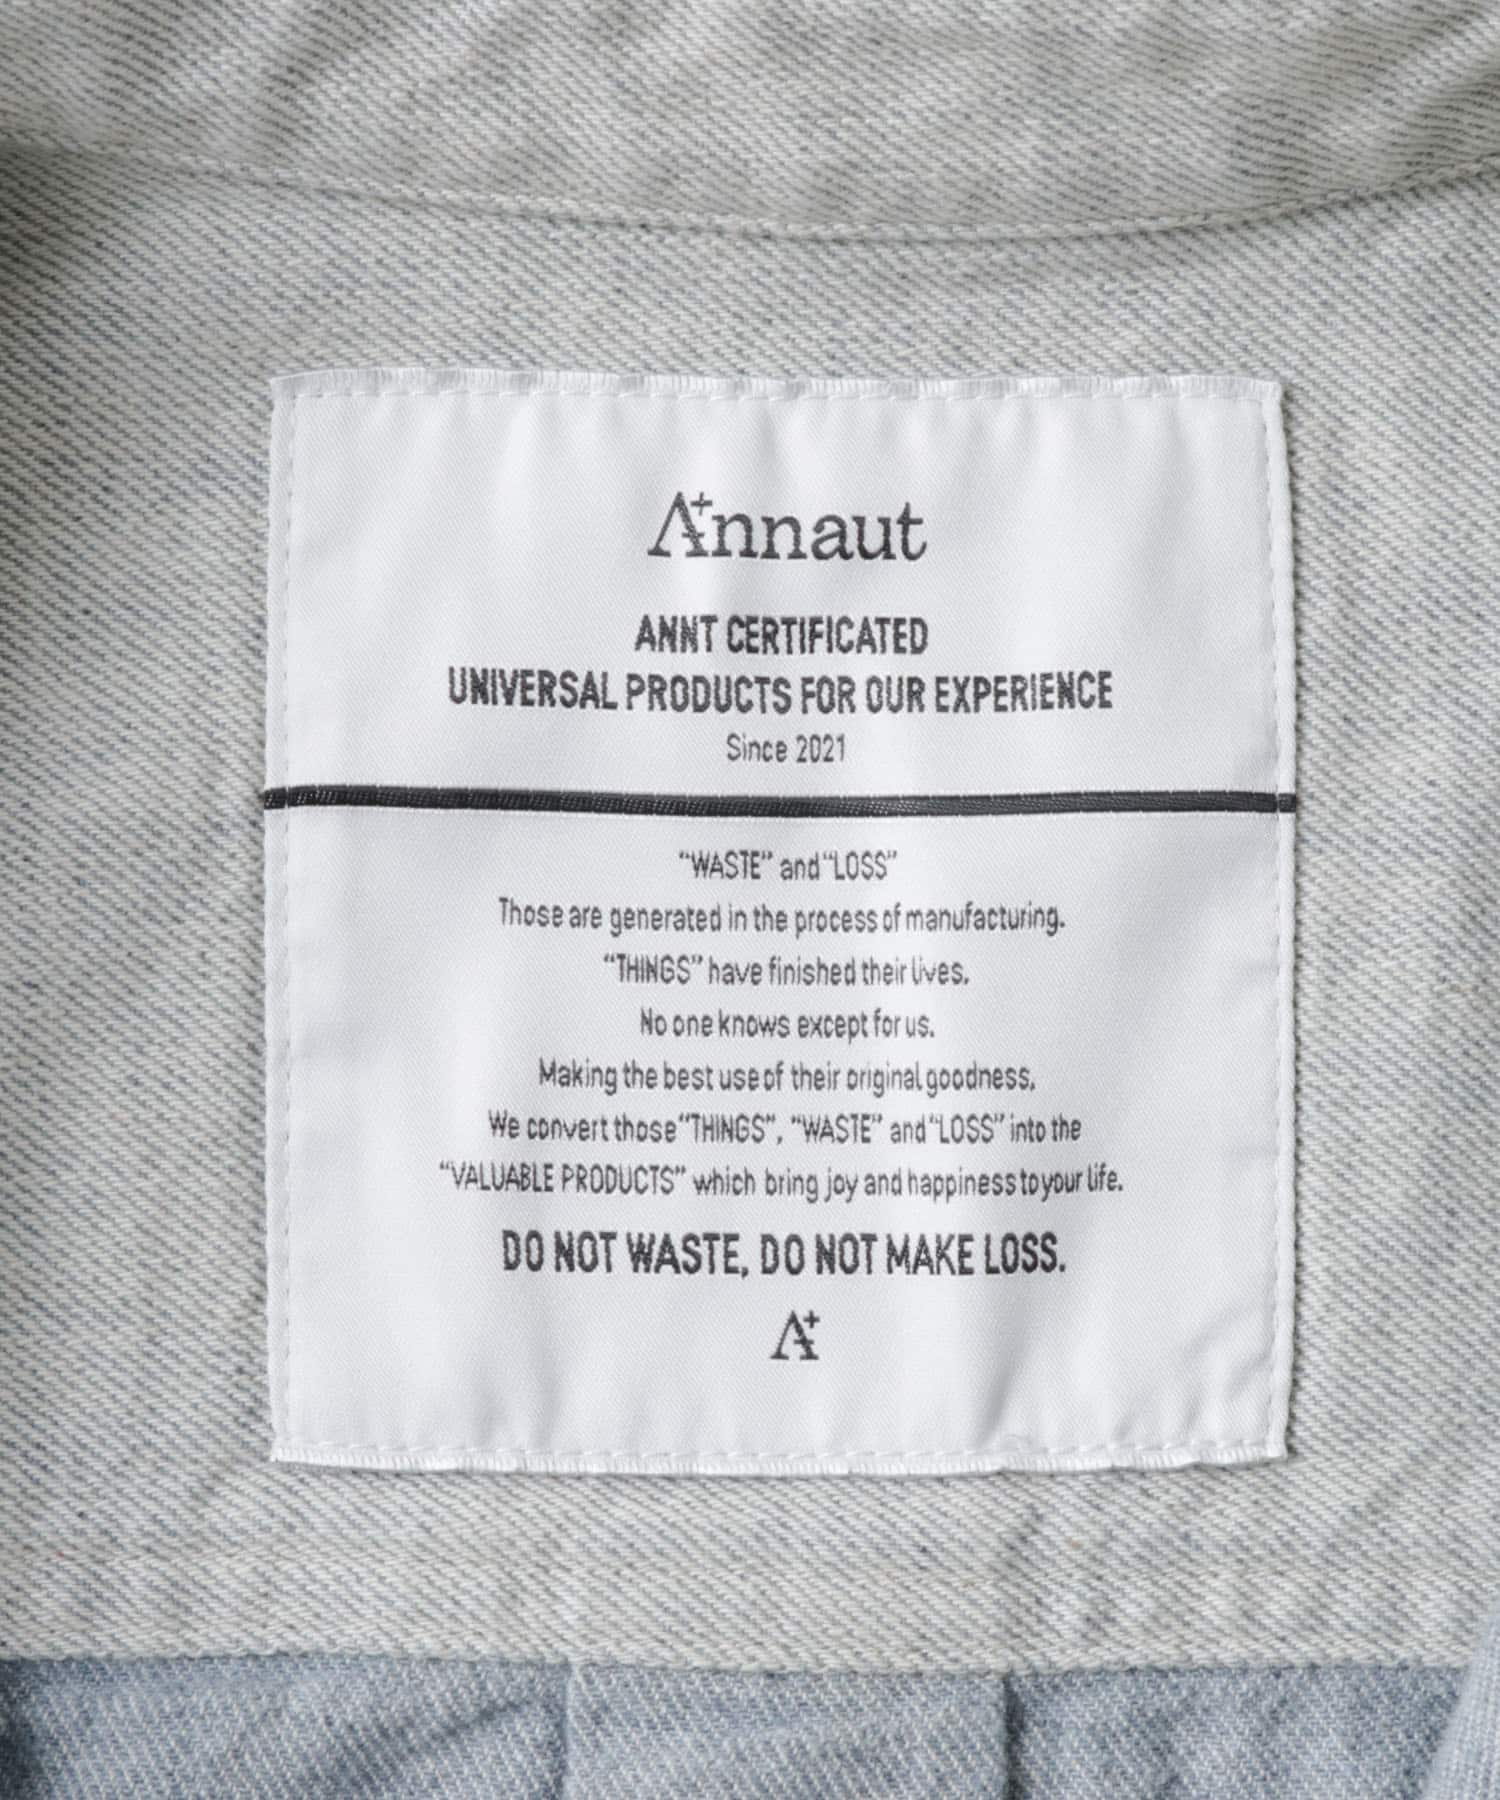 A+nnaut
ANNT CERTIFICATED
UNIVERSAL PRODUCTS FOR OUR EXPERIENCE
Since 2021
“WASTE” and “LOSS”
Those are generated in the process of manufacturing.
“THINGS” have finished their lives.
No one knows except for us.
Making the best use of their original goodness,
We convert those “THINGS”, “WASTE” and “LOSS” into the
“VALUABLE PRODUCTS” which bring joy and happiness to your life.
DO NOT WASTE, DO NOT MAKE LOSS.
A+